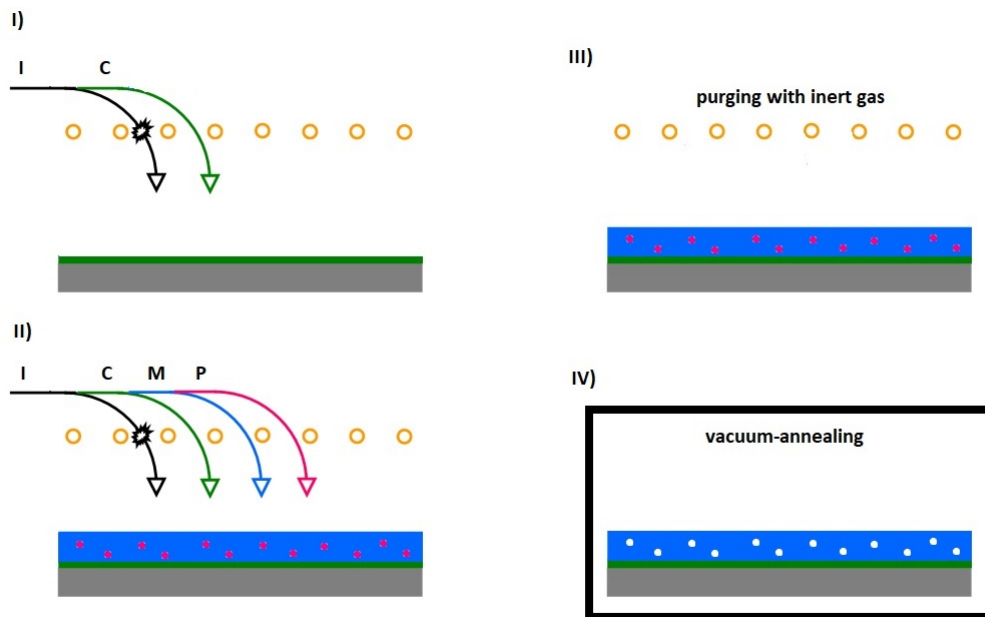 I)
I C
II)
I C M P
III)
purging with inert gas
IV)
vacuum-annealing